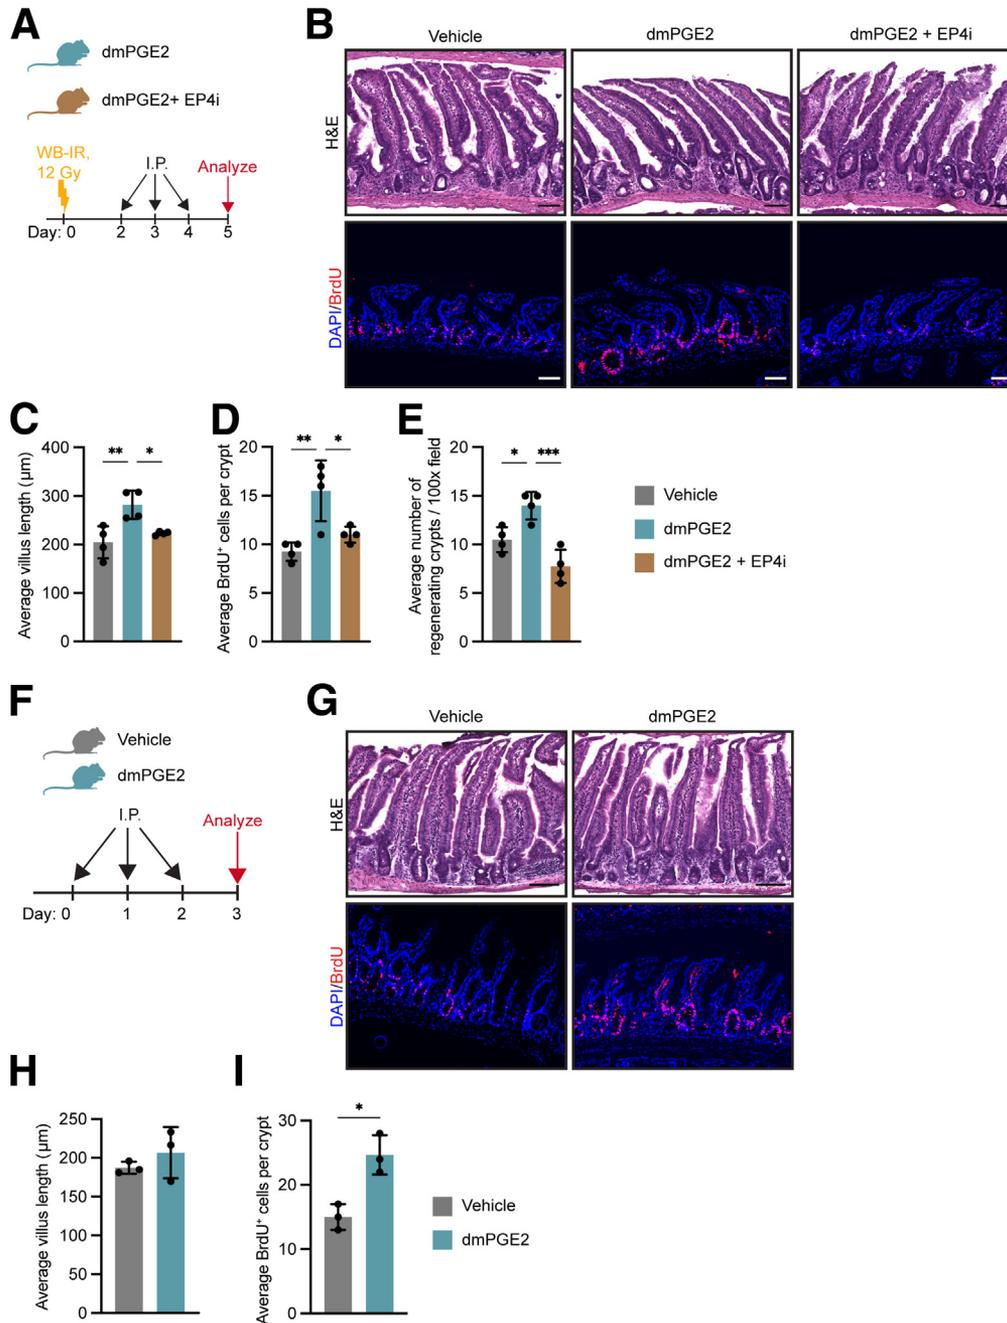 A
dmPGE2
dmPGE2+ EP4i
WB-IR,
12 Gy
I.P.
Analyze
Day: 0 2 3 4 5
B
Vehicle dmPGE2 dmPGE2 + EP4i
H&E
DAPI/BrdU
C
Average villus length (µm)
400
300
200
100
0
** *
D
Average BrdU⁺ cells per crypt
20
15
10
5
0
** *
E
Average number of
regenerating crypts / 100x field
20
15
10
5
0
* ***
Vehicle
dmPGE2
dmPGE2 + EP4i
F
Vehicle
dmPGE2
I.P.
Analyze
Day: 0 1 2 3
G
Vehicle dmPGE2
H&E
DAPI/BrdU
H
Average villus length (µm)
250
200
150
100
50
0
I
Average BrdU⁺ cells per crypt
30
20
10
0
*
Vehicle
dmPGE2